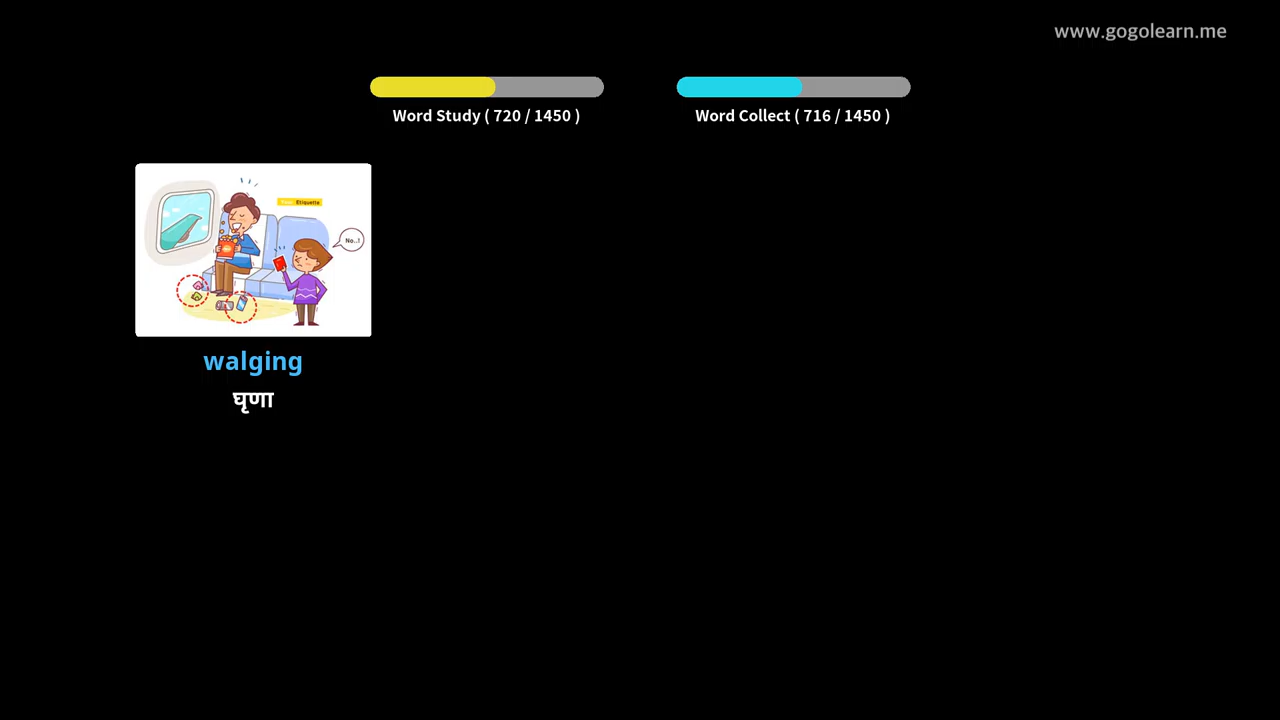 www.gogolearn.me
Word Study ( 720 / 1450 )
Word Collect ( 716 / 1450 )
Etiquette
No..!
walging
घृणा